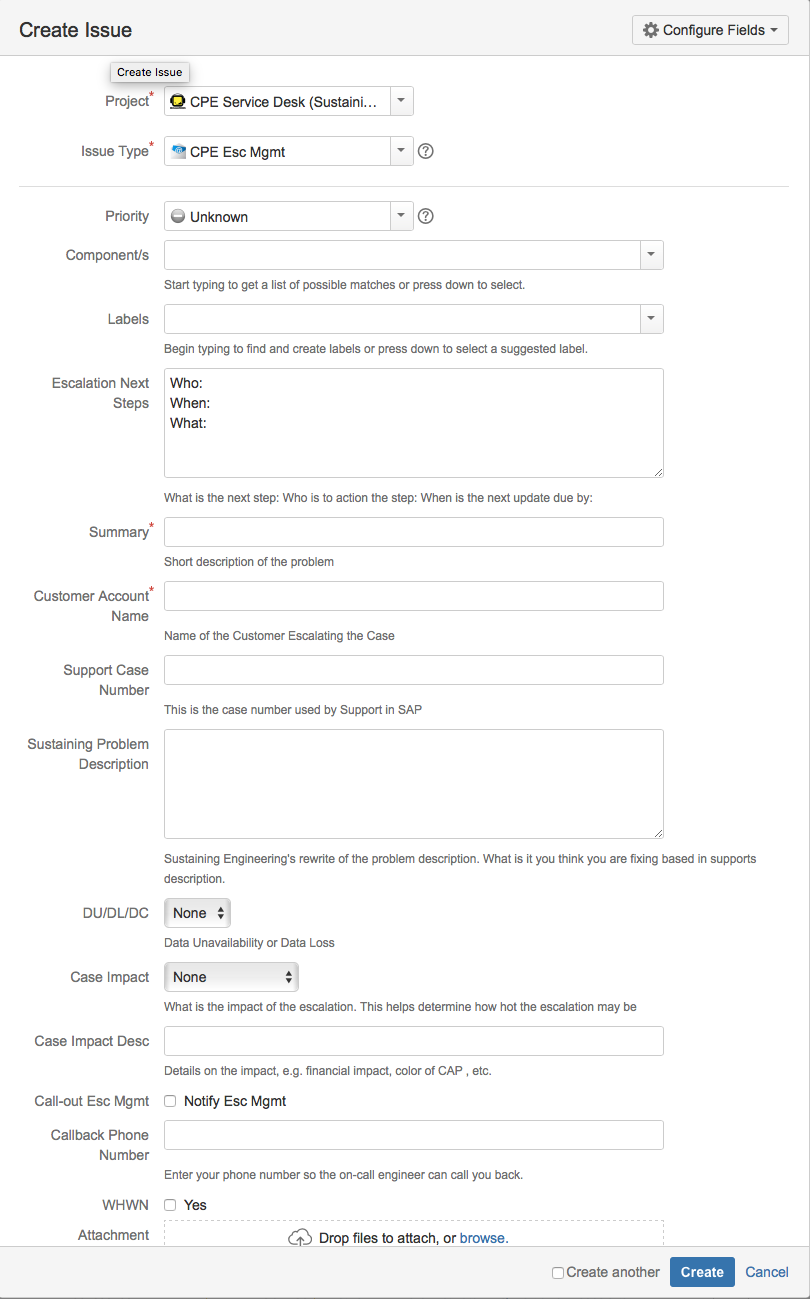 Create Issue
Configure Fields
Create Issue
Project*
CPE Service Desk (Sustaini...
Issue Type*
CPE Esc Mgmt
Priority
Unknown
Component/s
Start typing to get a list of possible matches or press down to select.
Labels
Begin typing to find and create labels or press down to select a suggested label.
Escalation Next
Steps
Who:
When:
What:
What is the next step: Who is to action the step: When is the next update due by:
Summary*
Short description of the problem
Customer Account*
Name
Name of the Customer Escalating the Case
Support Case
Number
This is the case number used by Support in SAP
Sustaining Problem
Description
Sustaining Engineering's rewrite of the problem description. What is it you think you are fixing based in supports
description.
DU/DL/DC
None
Data Unavailability or Data Loss
Case Impact
None
What is the impact of the escalation. This helps determine how hot the escalation may be
Case Impact Desc
Details on the impact, e.g. financial impact, color of CAP , etc.
Call-out Esc Mgmt
Notify Esc Mgmt
Callback Phone
Number
Enter your phone number so the on-call engineer can call you back.
WHWN
Yes
Attachment
Drop files to attach, or browse.
Create another
Create
Cancel